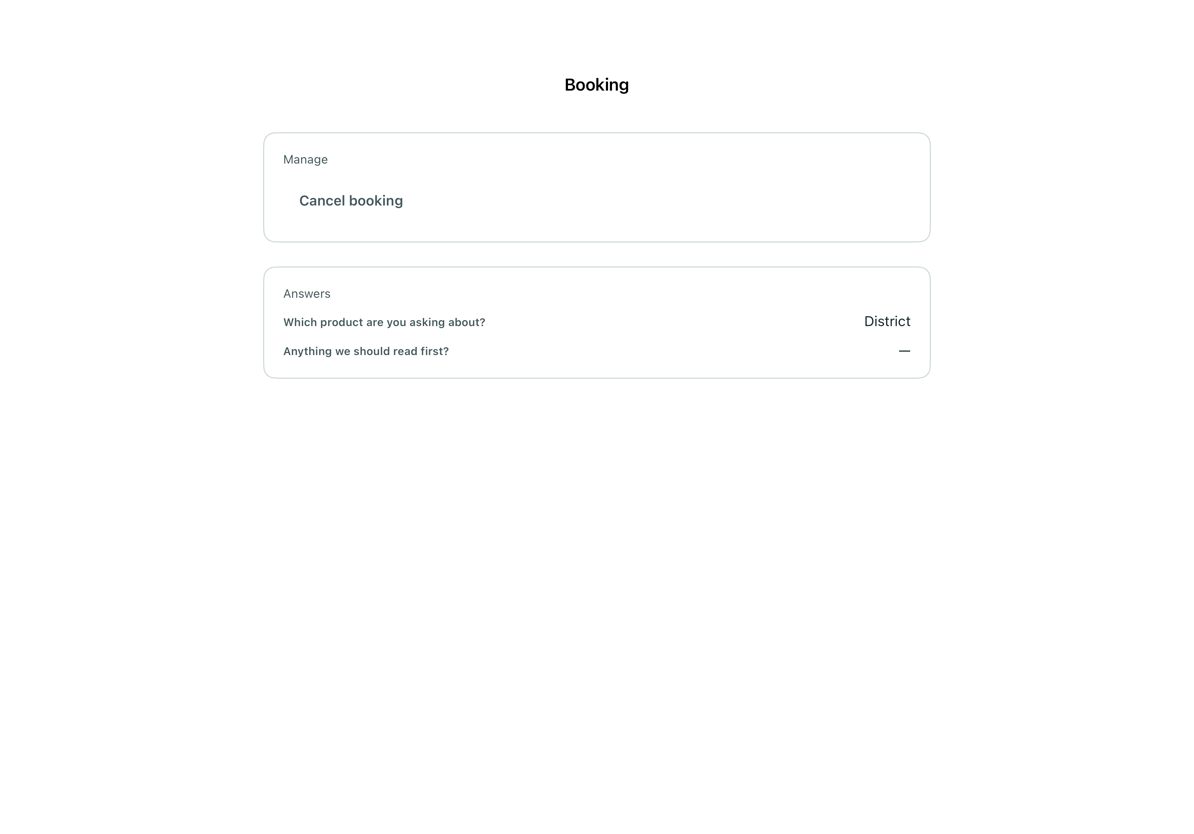 Booking
Manage
Cancel booking
Answers
Which product are you asking about? District
Anything we should read first? —